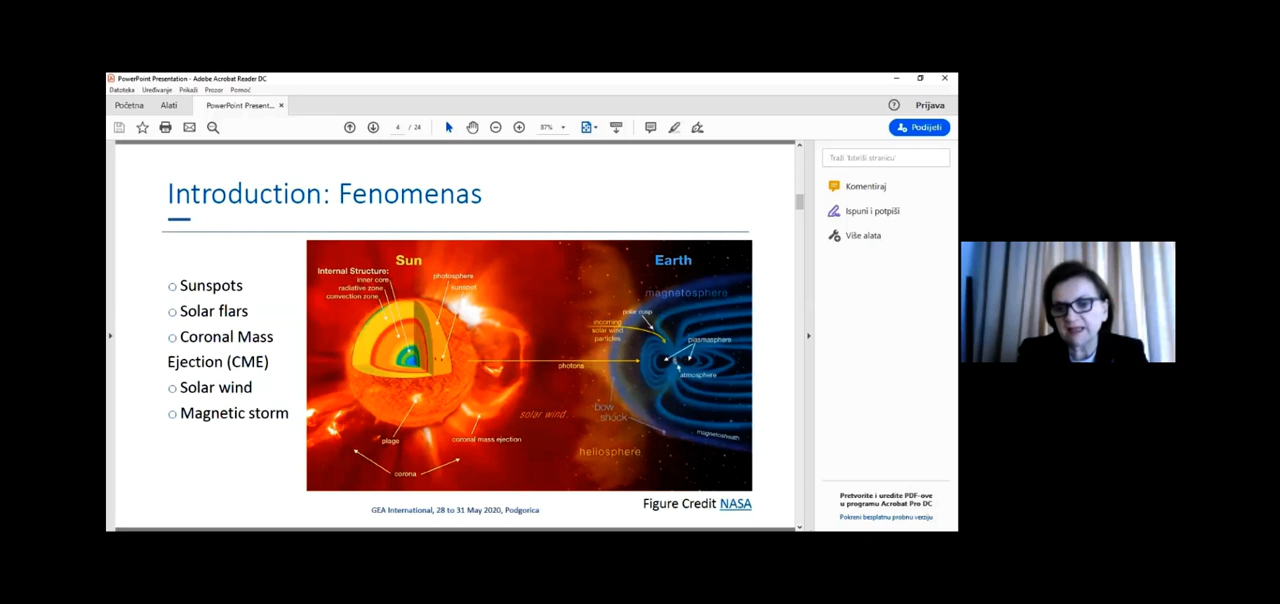 PowerPoint Presentation - Adobe Acrobat Reader DC
Datoteka Uređivanje Prikaži Prozor Pomoć
Početna Alati PowerPoint Present... × Prijava
4 / 24 87% Podijeli
Introduction: Fenomenas
Sunspots
Solar flars
Coronal Mass
Ejection (CME)
Solar wind
Magnetic storm
Sun
Internal Structure:
inner core
radiative zone
convection zone
photosphere
sunspot
plage
corona
coronal mass ejection
solar wind
photons
Earth
magnetosphere
polar cusp
incoming
solar wind
particles
plasmasphere
atmosphere
bow
shock
magnetosheath
heliosphere
Figure Credit NASA
GEA International, 28 to 31 May 2020, Podgorica
Traži 'Izbriši stranicu'
Komentiraj
Ispuni i potpiši
Više alata
Pretvorite i uredite PDF-ove
u programu Acrobat Pro DC
Pokreni besplatnu probnu verziju